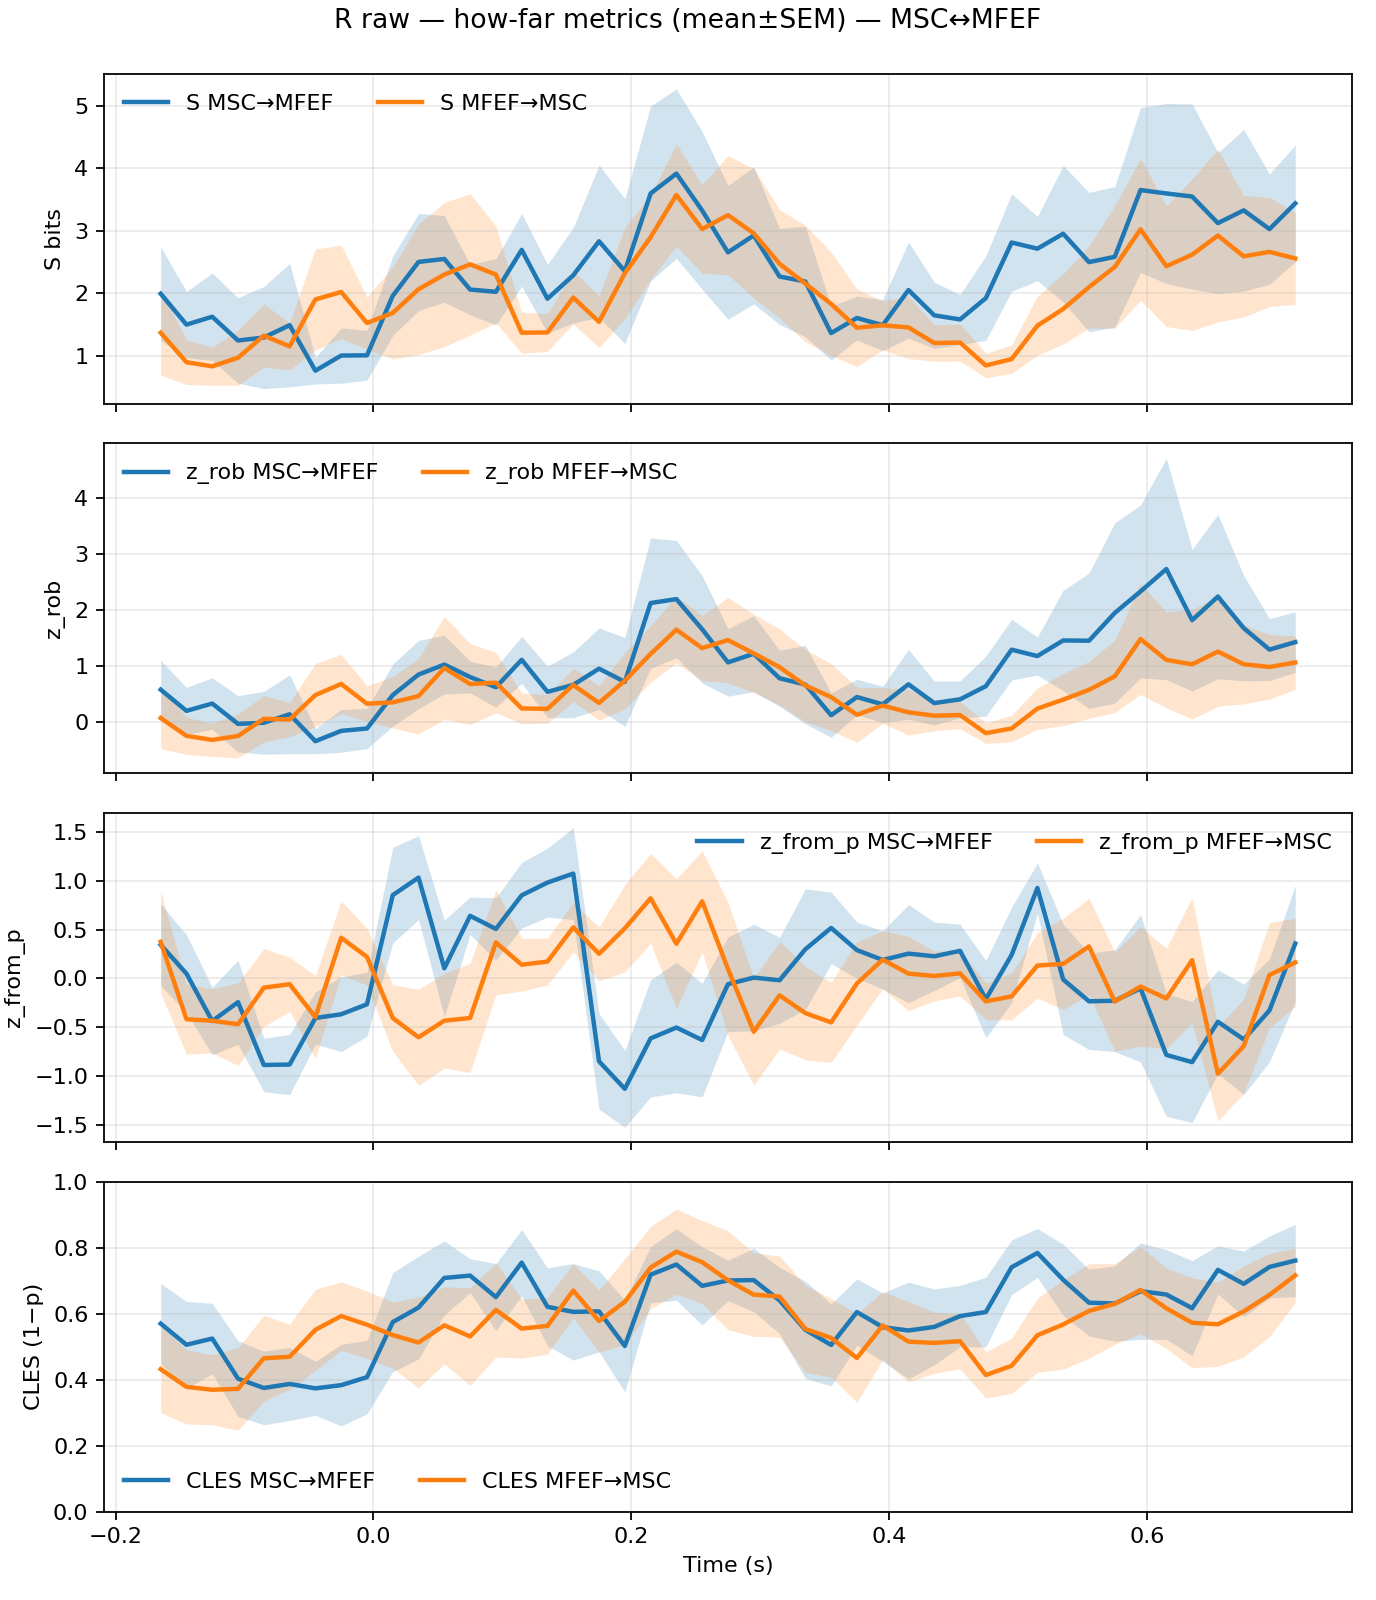 R raw — how-far metrics (mean±SEM) — MSC↔MFEF
S MSC→MFEF S MFEF→MSC
5
4
3
2
1
S bits
z_rob MSC→MFEF z_rob MFEF→MSC
4
3
2
1
0
z_rob
z_from_p MSC→MFEF z_from_p MFEF→MSC
1.5
1.0
0.5
0.0
−0.5
−1.0
−1.5
z_from_p
1.0
0.8
0.6
0.4
0.2
0.0
CLES (1−p)
CLES MSC→MFEF CLES MFEF→MSC
−0.2 0.0 0.2 0.4 0.6
Time (s)